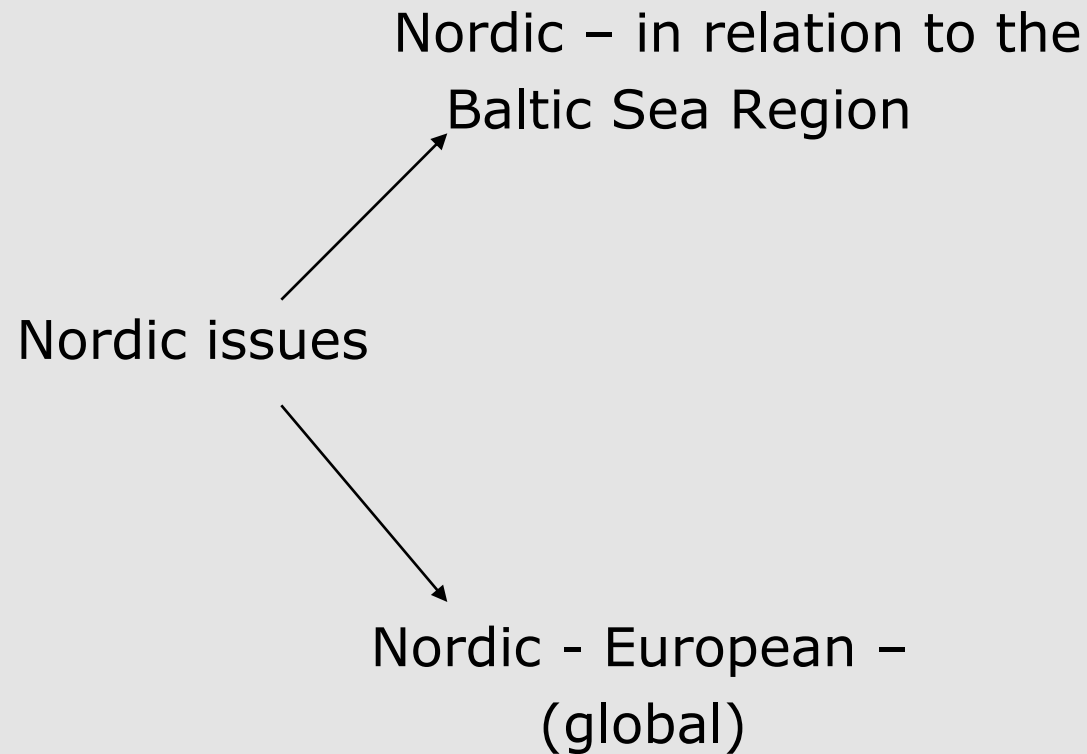 Nordic – in relation to the
Baltic Sea Region
Nordic issues
Nordic - European –
(global)